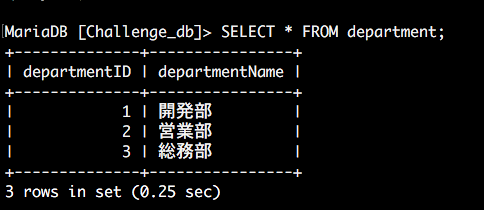 MariaDB [Challenge_db]> SELECT * FROM department;
+--------------+----------------+
| departmentID | departmentName |
+--------------+----------------+
|            1 | 開発部         |
|            2 | 営業部         |
|            3 | 総務部         |
+--------------+----------------+
3 rows in set (0.25 sec)